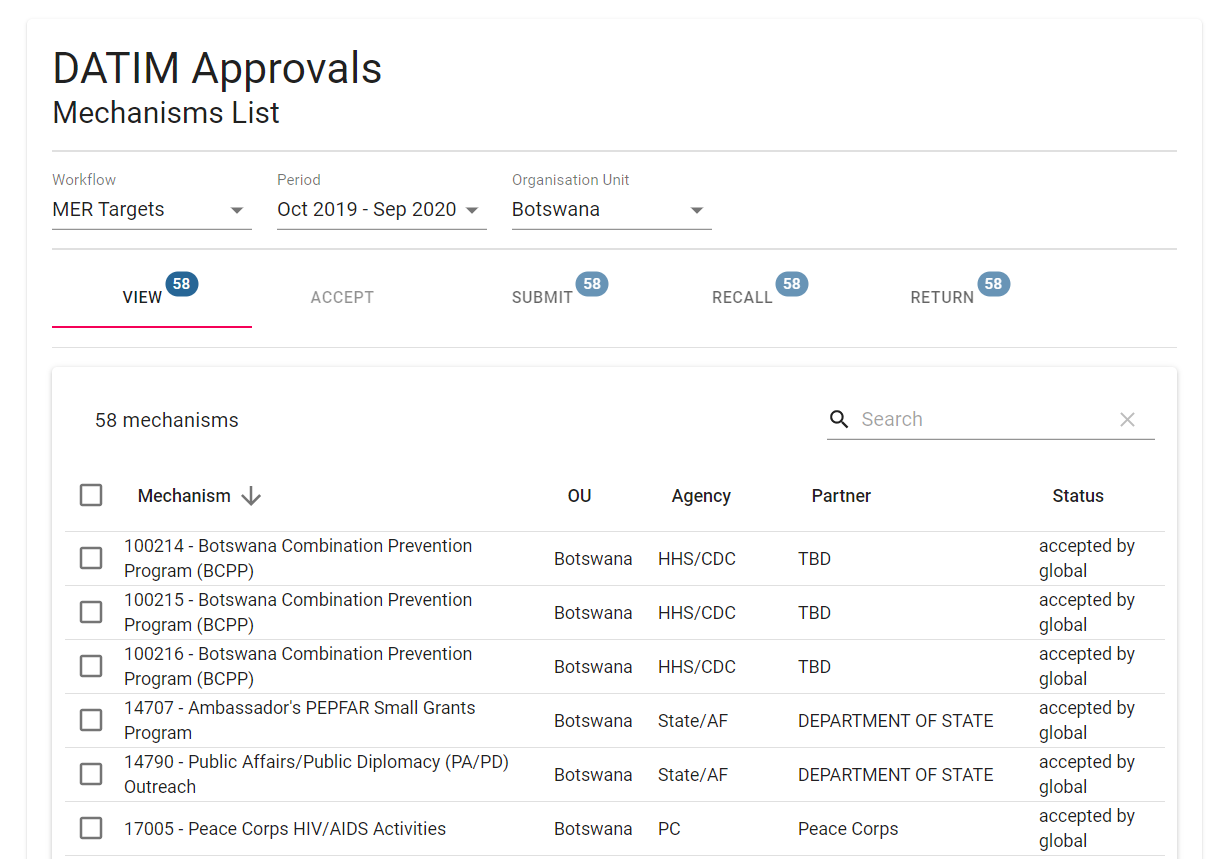 DATIM Approvals
Mechanisms List
Workflow Period Organisation Unit
MER Targets Oct 2019 - Sep 2020 Botswana
VIEW 58 ACCEPT SUBMIT 58 RECALL 58 RETURN 58
58 mechanisms Search
Mechanism OU Agency Partner Status
100214 - Botswana Combination Prevention
Program (BCPP) Botswana HHS/CDC TBD accepted by
global
100215 - Botswana Combination Prevention
Program (BCPP) Botswana HHS/CDC TBD accepted by
global
100216 - Botswana Combination Prevention
Program (BCPP) Botswana HHS/CDC TBD accepted by
global
14707 - Ambassador's PEPFAR Small Grants
Program Botswana State/AF DEPARTMENT OF STATE accepted by
global
14790 - Public Affairs/Public Diplomacy (PA/PD)
Outreach Botswana State/AF DEPARTMENT OF STATE accepted by
global
17005 - Peace Corps HIV/AIDS Activities Botswana PC Peace Corps accepted by
global